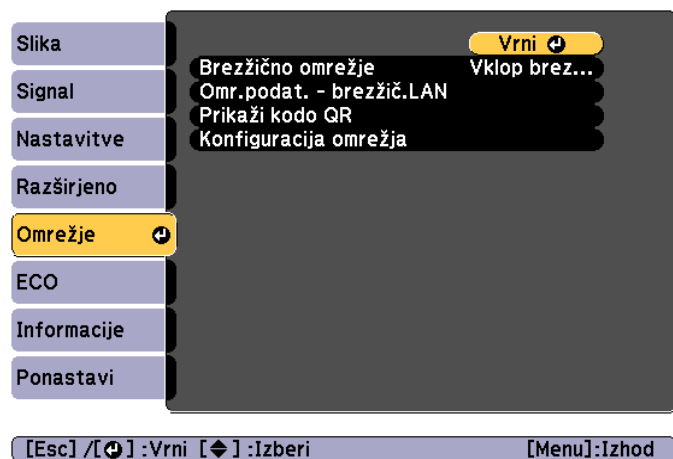 Slika
Signal
Nastavitve
Razširjeno
Omrežje
ECO
Informacije
Ponastavi
Vrni
Brezžično omrežje Vklop brez...
Omr.podat. - brezžič.LAN
Prikaži kodo QR
Konfiguracija omrežja
[Esc] /[ ] :Vrni [ ] :Izberi [Menu]:Izhod